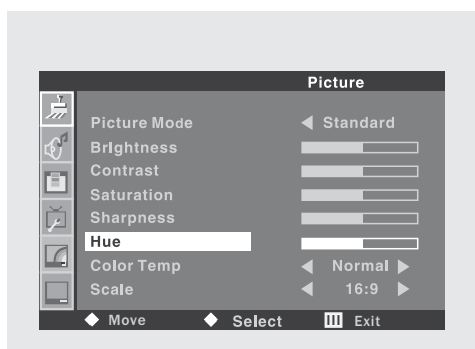 Picture
Picture Mode Standard
Brightness
Contrast
Saturation
Sharpness
Hue
Color Temp Normal
Scale 16:9
Move Select Exit